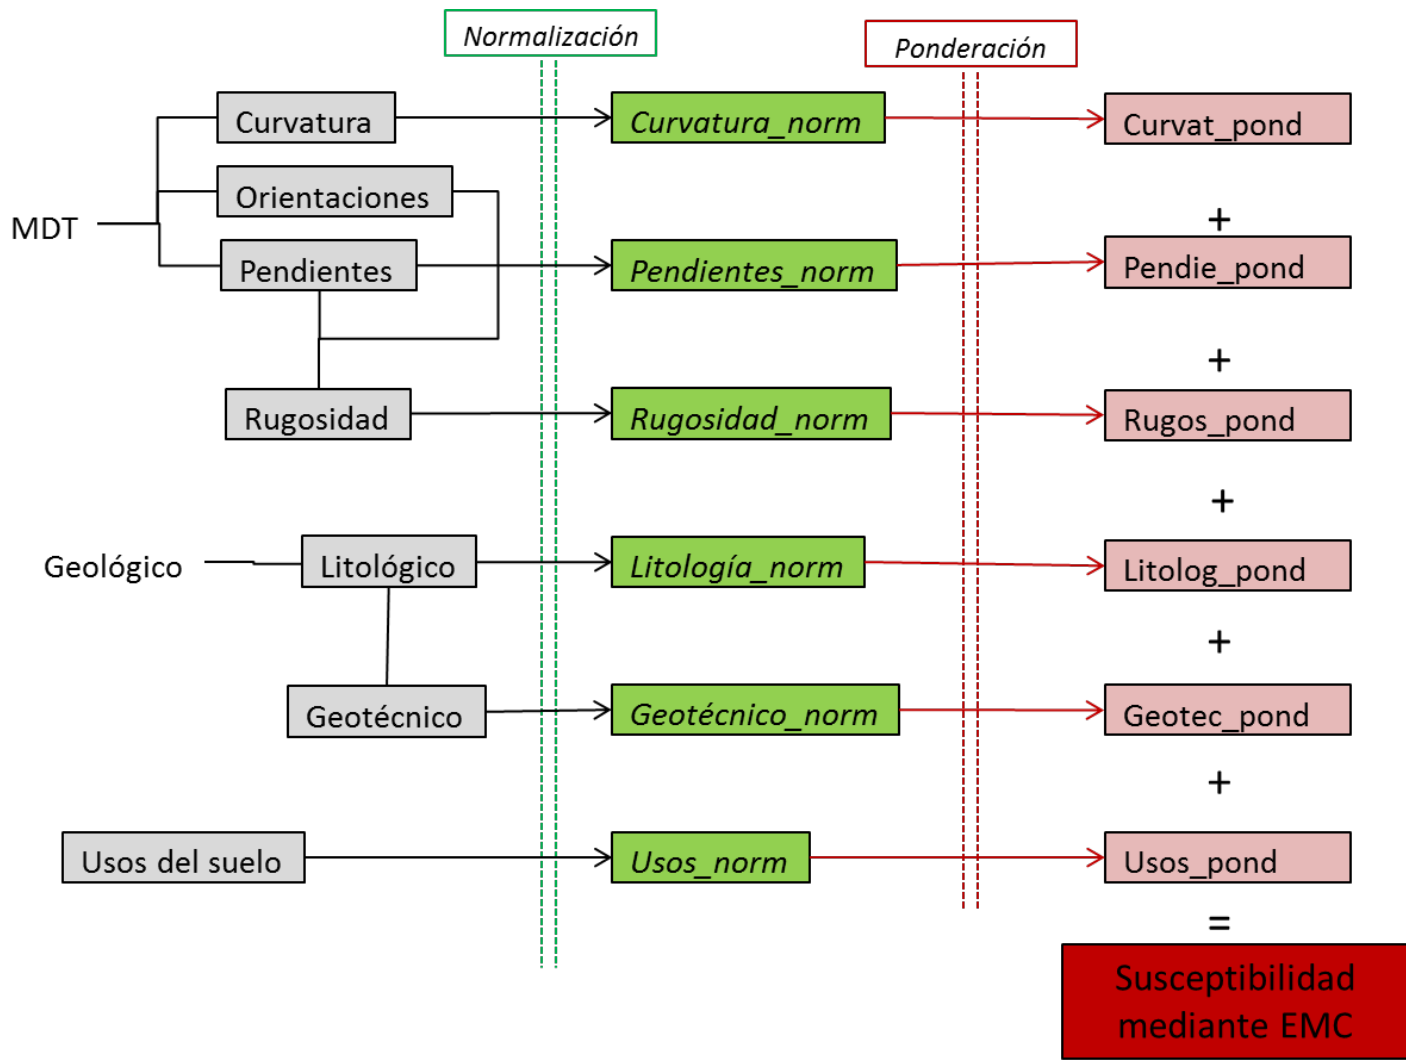 Normalización
Ponderación
Curvatura
Curvatura_norm
Curvat_pond
Orientaciones
MDT
+
Pendientes
Pendientes_norm
Pendie_pond
+
Rugosidad
Rugosidad_norm
Rugos_pond
+
Geológico
Litológico
Litología_norm
Litolog_pond
+
Geotécnico
Geotécnico_norm
Geotec_pond
+
Usos del suelo
Usos_norm
Usos_pond
=
Susceptibilidad
mediante EMC